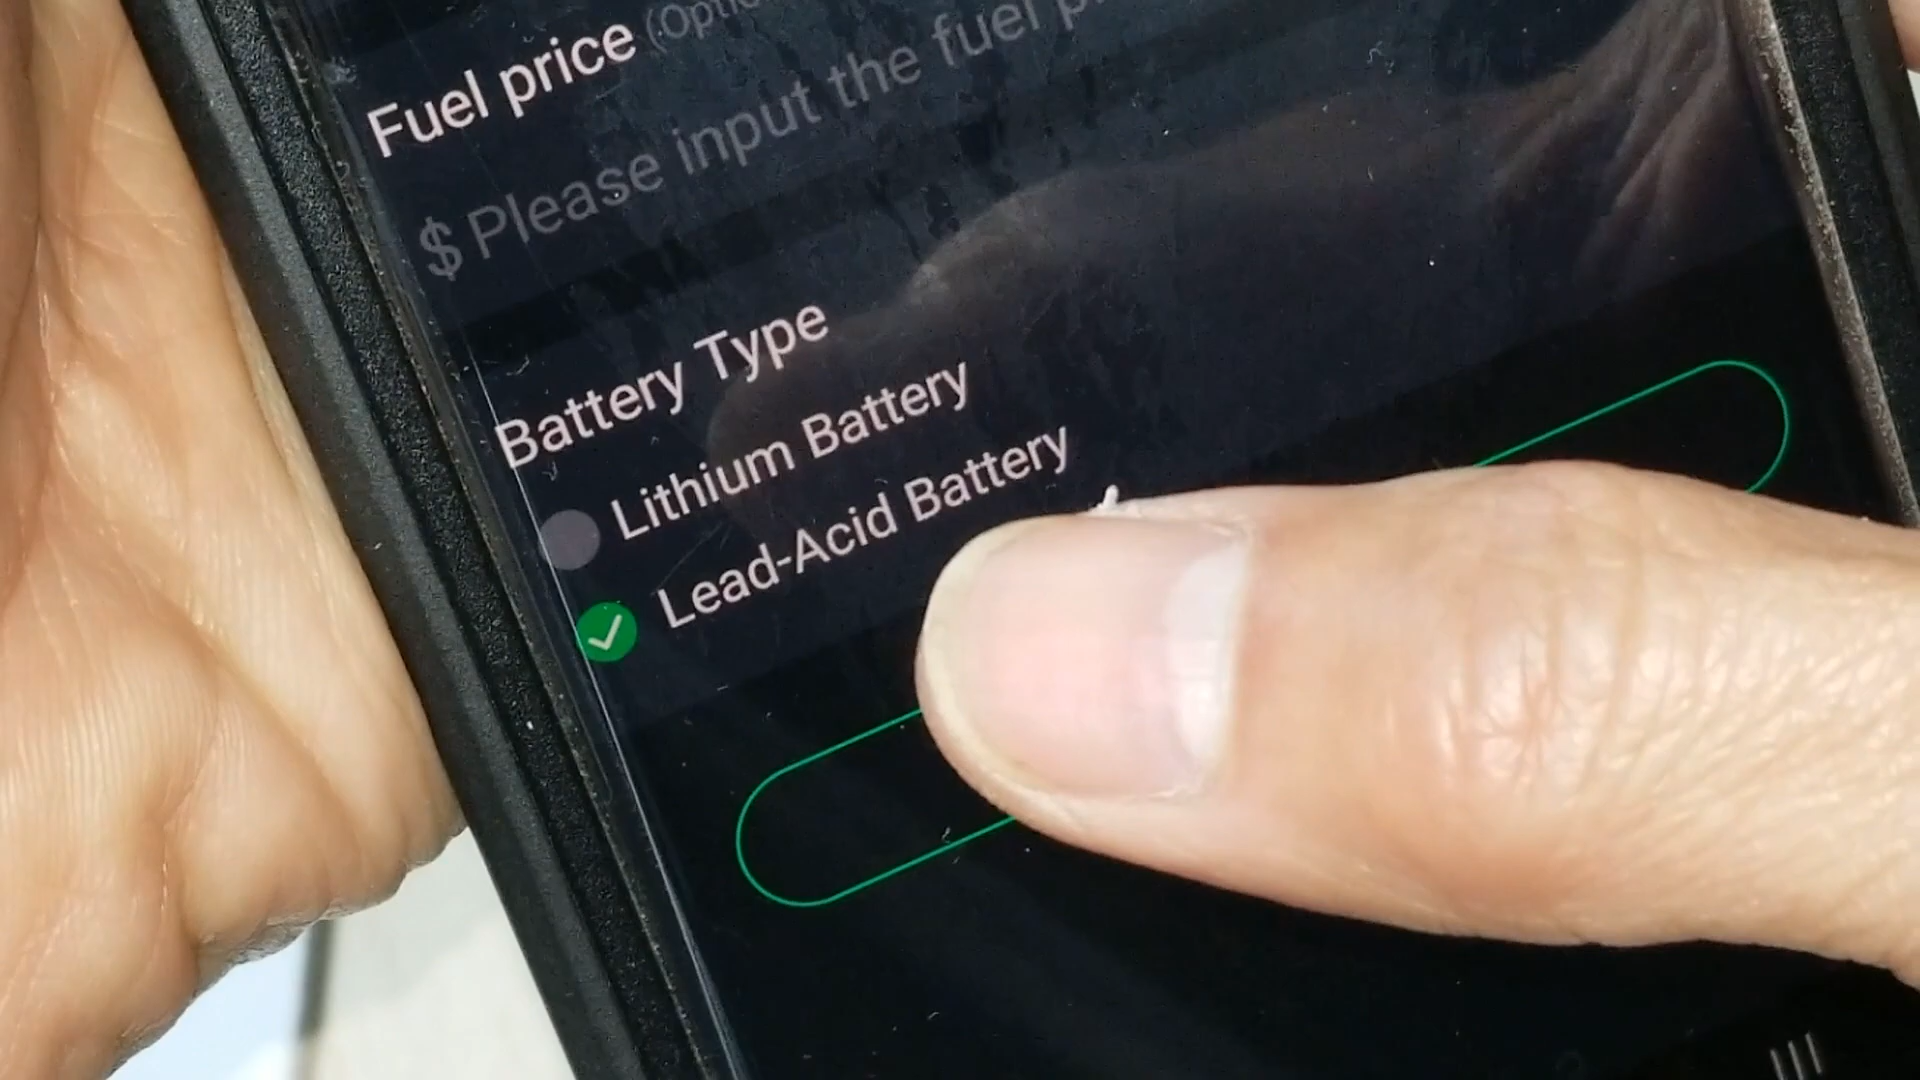 Fuel price
$ Please input the fuel
Battery Type
Lithium Battery
Lead-Acid Battery